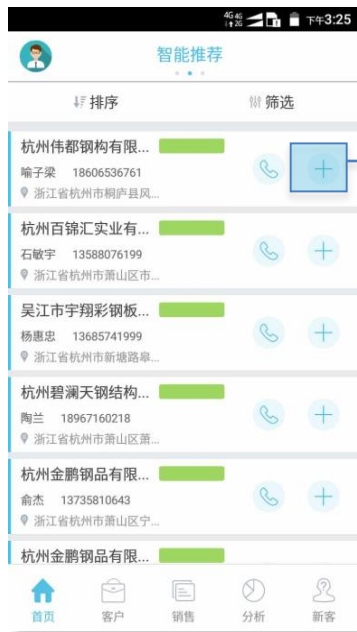 4G 4G 2G 下午3:25
智能推荐
排序 筛选
杭州伟都钢构有限...
喻子梁 18606536761
浙江省杭州市桐庐县凤...
杭州百锦汇实业有...
石敏宇 13588076199
浙江省杭州市萧山区市...
吴江市宇翔彩钢板...
杨惠忠 13685741999
浙江省杭州市新塘路皋...
杭州碧澜天钢结构...
陶兰 18967160218
浙江省杭州市萧山区萧...
杭州金鹏钢品有限...
俞杰 13735810643
浙江省杭州市萧山区宁...
杭州金鹏钢品有限...
首页 客户 销售 分析 新客